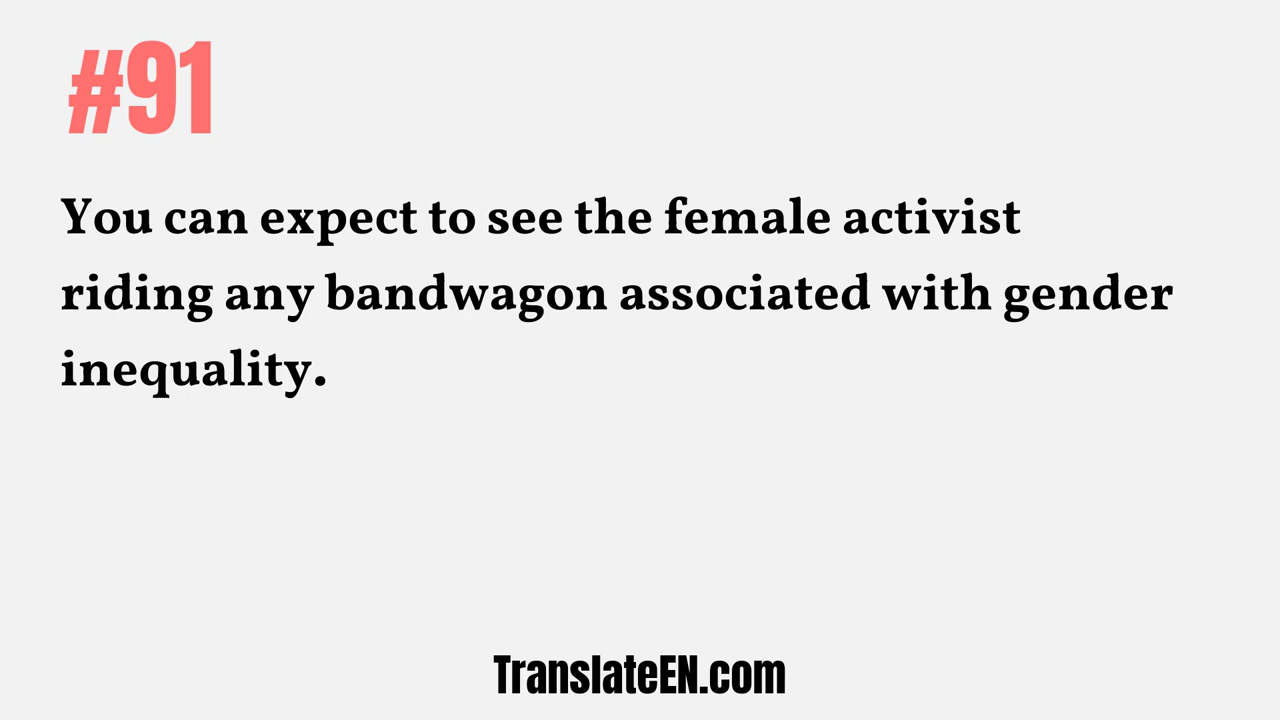 #91
You can expect to see the female activist
riding any bandwagon associated with gender
inequality.
TranslateEN.com